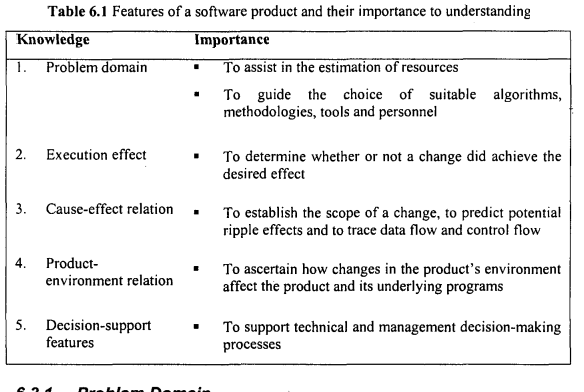 Table 6.1 Features of a software product and their importance to understanding
Knowledge Importance
1. Problem domain ▪ To assist in the estimation of resources
▪ To guide the choice of suitable algorithms,
methodologies, tools and personnel
2. Execution effect ▪ To determine whether or not a change did achieve the
desired effect
3. Cause-effect relation ▪ To establish the scope of a change, to predict potential
ripple effects and to trace data flow and control flow
4. Product-
environment relation ▪ To ascertain how changes in the product's environment
affect the product and its underlying programs
5. Decision-support
features ▪ To support technical and management decision-making
processes
Problem Domain